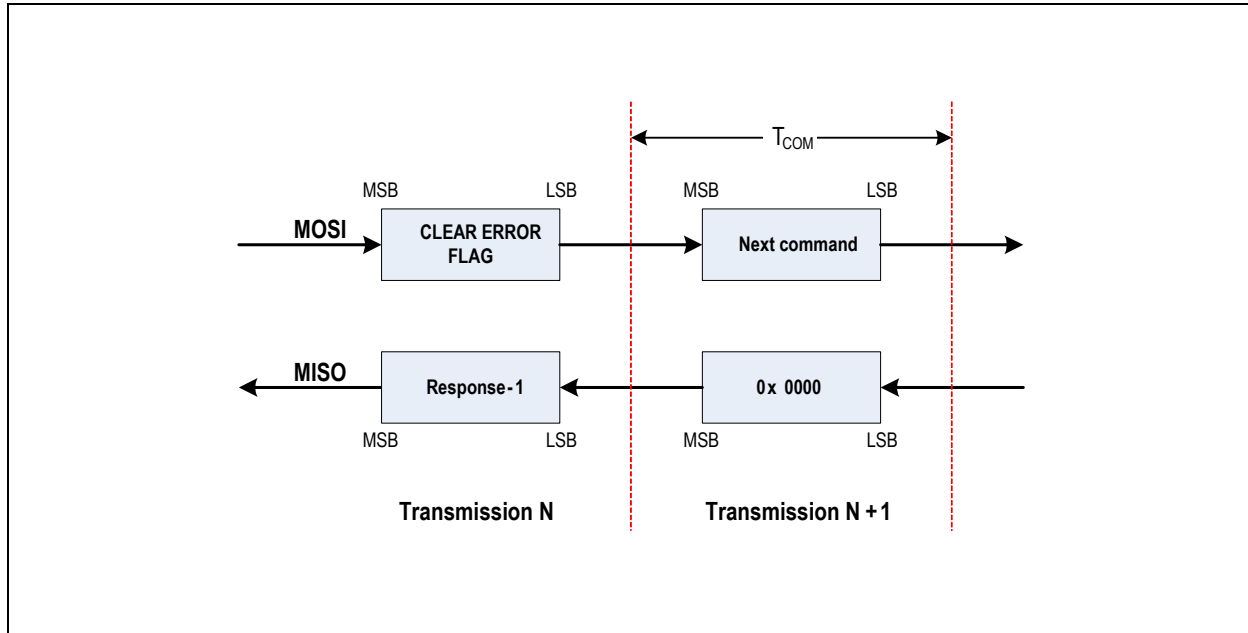 T_COM
MSB LSB MSB LSB
MOSI CLEAR ERROR FLAG Next command
MISO Response-1 0x 0000
MSB LSB MSB LSB
Transmission N Transmission N+1